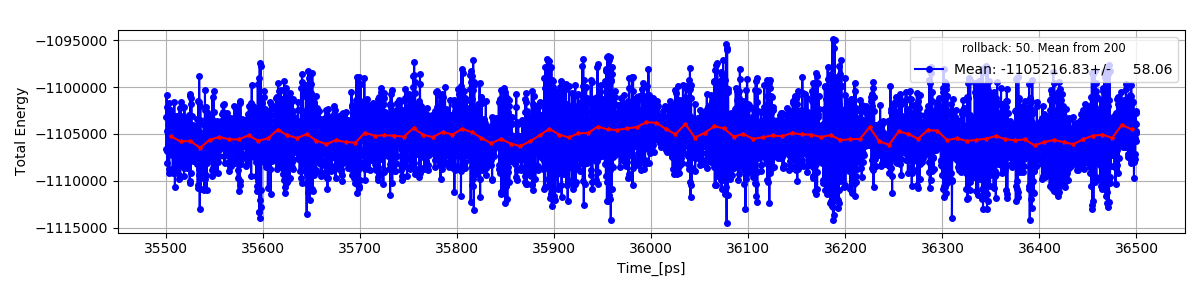 −1095000
−1100000
−1105000
−1110000
−1115000
Total Energy
rollback: 50. Mean from 200
Mean: -1105216.83+/- 58.06
35500 35600 35700 35800 35900 36000 36100 36200 36300 36400 36500
Time_[ps]